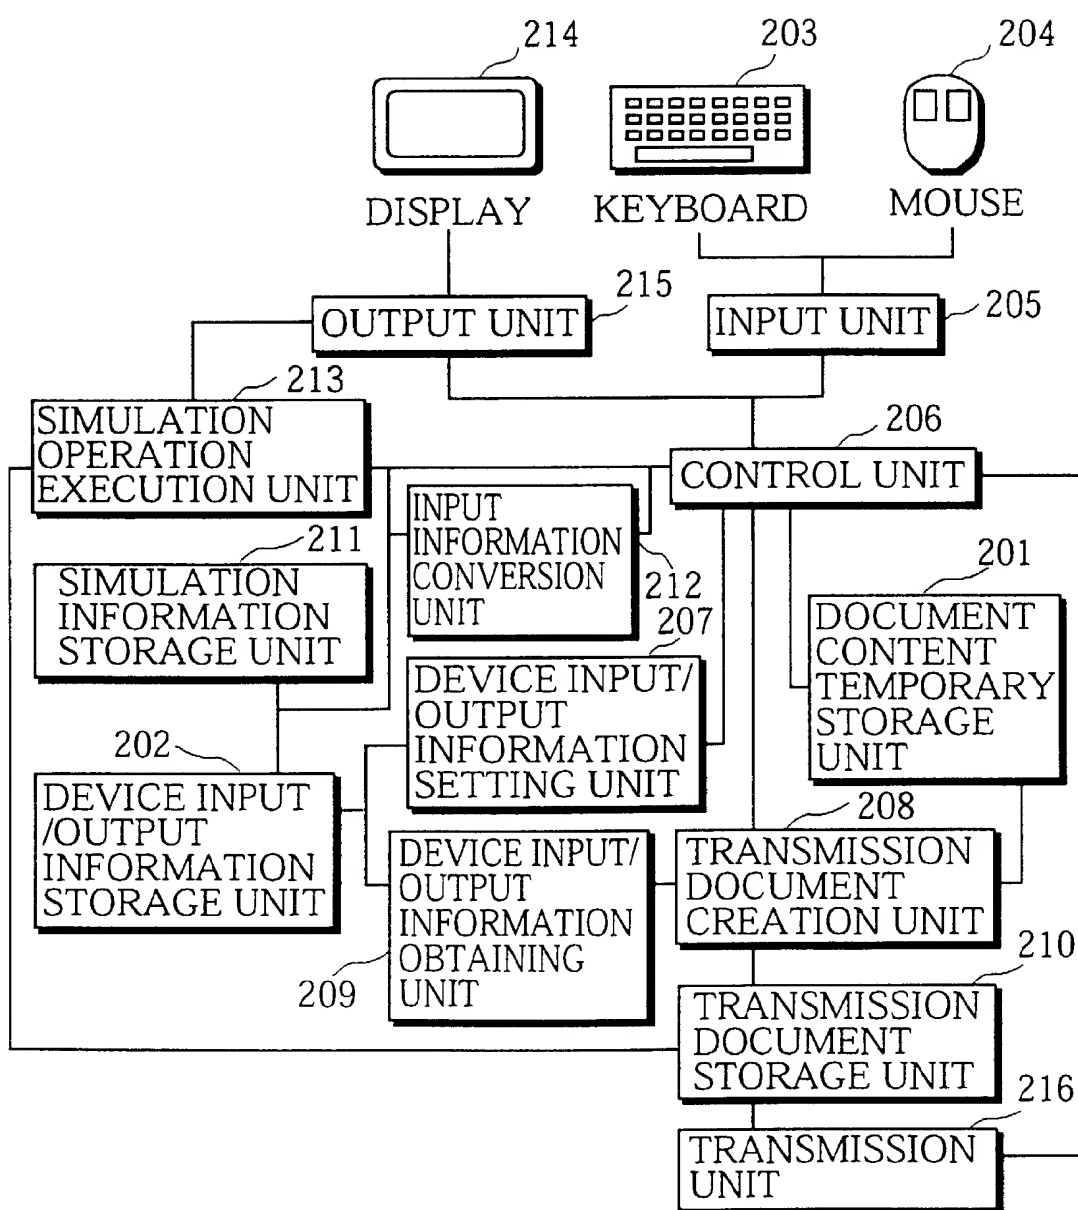 214
203
204
DISPLAY
KEYBOARD
MOUSE
215
OUTPUT UNIT
INPUT UNIT
205
213
SIMULATION
OPERATION
EXECUTION UNIT
206
CONTROL UNIT
INPUT
INFORMATION
CONVERSION
UNIT
212
211
SIMULATION
INFORMATION
STORAGE UNIT
201
DOCUMENT
CONTENT
TEMPORARY
STORAGE
UNIT
207
DEVICE INPUT/
OUTPUT
INFORMATION
SETTING UNIT
202
DEVICE INPUT
/OUTPUT
INFORMATION
STORAGE UNIT
208
TRANSMISSION
DOCUMENT
CREATION UNIT
DEVICE INPUT/
OUTPUT
INFORMATION
OBTAINING
UNIT
209
210
TRANSMISSION
DOCUMENT
STORAGE UNIT
216
TRANSMISSION
UNIT